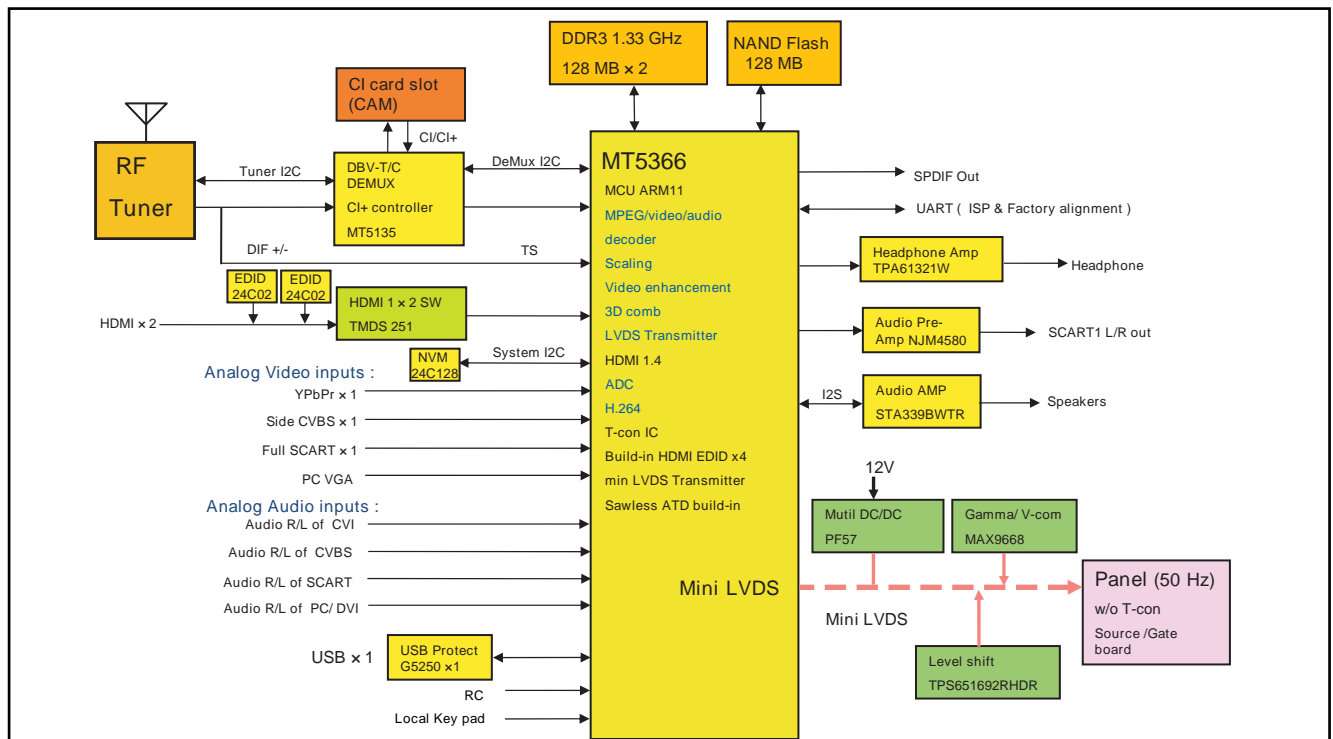 DDR3 1.33 GHz
128 MB × 2
NAND Flash
128 MB
CI card slot
(CAM)
CI/CI+
RF
Tuner
Tuner I2C
DBV-T/C
DEMUX
CI+ controller
MT5135
DeMux I2C
DIF +/-
TS
EDID
24C02
EDID
24C02
HDMI × 2
HDMI 1 × 2 SW
TMDS 251
NVM
24C128
System I2C
Analog Video inputs :
YPbPr × 1
Side CVBS × 1
Full SCART × 1
PC VGA
Analog Audio inputs :
Audio R/L of CVI
Audio R/L of CVBS
Audio R/L of SCART
Audio R/L of PC/ DVI
USB × 1
USB Protect
G5250 ×1
RC
Local Key pad
MT5366
MCU ARM11
MPEG/video/audio
decoder
Scaling
Video enhancement
3D comb
LVDS Transmitter
HDMI 1.4
ADC
H.264
T-con IC
Build-in HDMI EDID x4
min LVDS Transmitter
Sawless ATD build-in
Mini LVDS
SPDIF Out
UART ( ISP & Factory alignment )
Headphone Amp
TPA61321W
Headphone
Audio Pre-
Amp NJM4580
SCART1 L/R out
I2S
Audio AMP
STA339BWTR
Speakers
12V
Mutil DC/DC
PF57
Gamma/ V-com
MAX9668
Mini LVDS
Level shift
TPS651692RHDR
Panel (50 Hz)
w/o T-con
Source /Gate
board